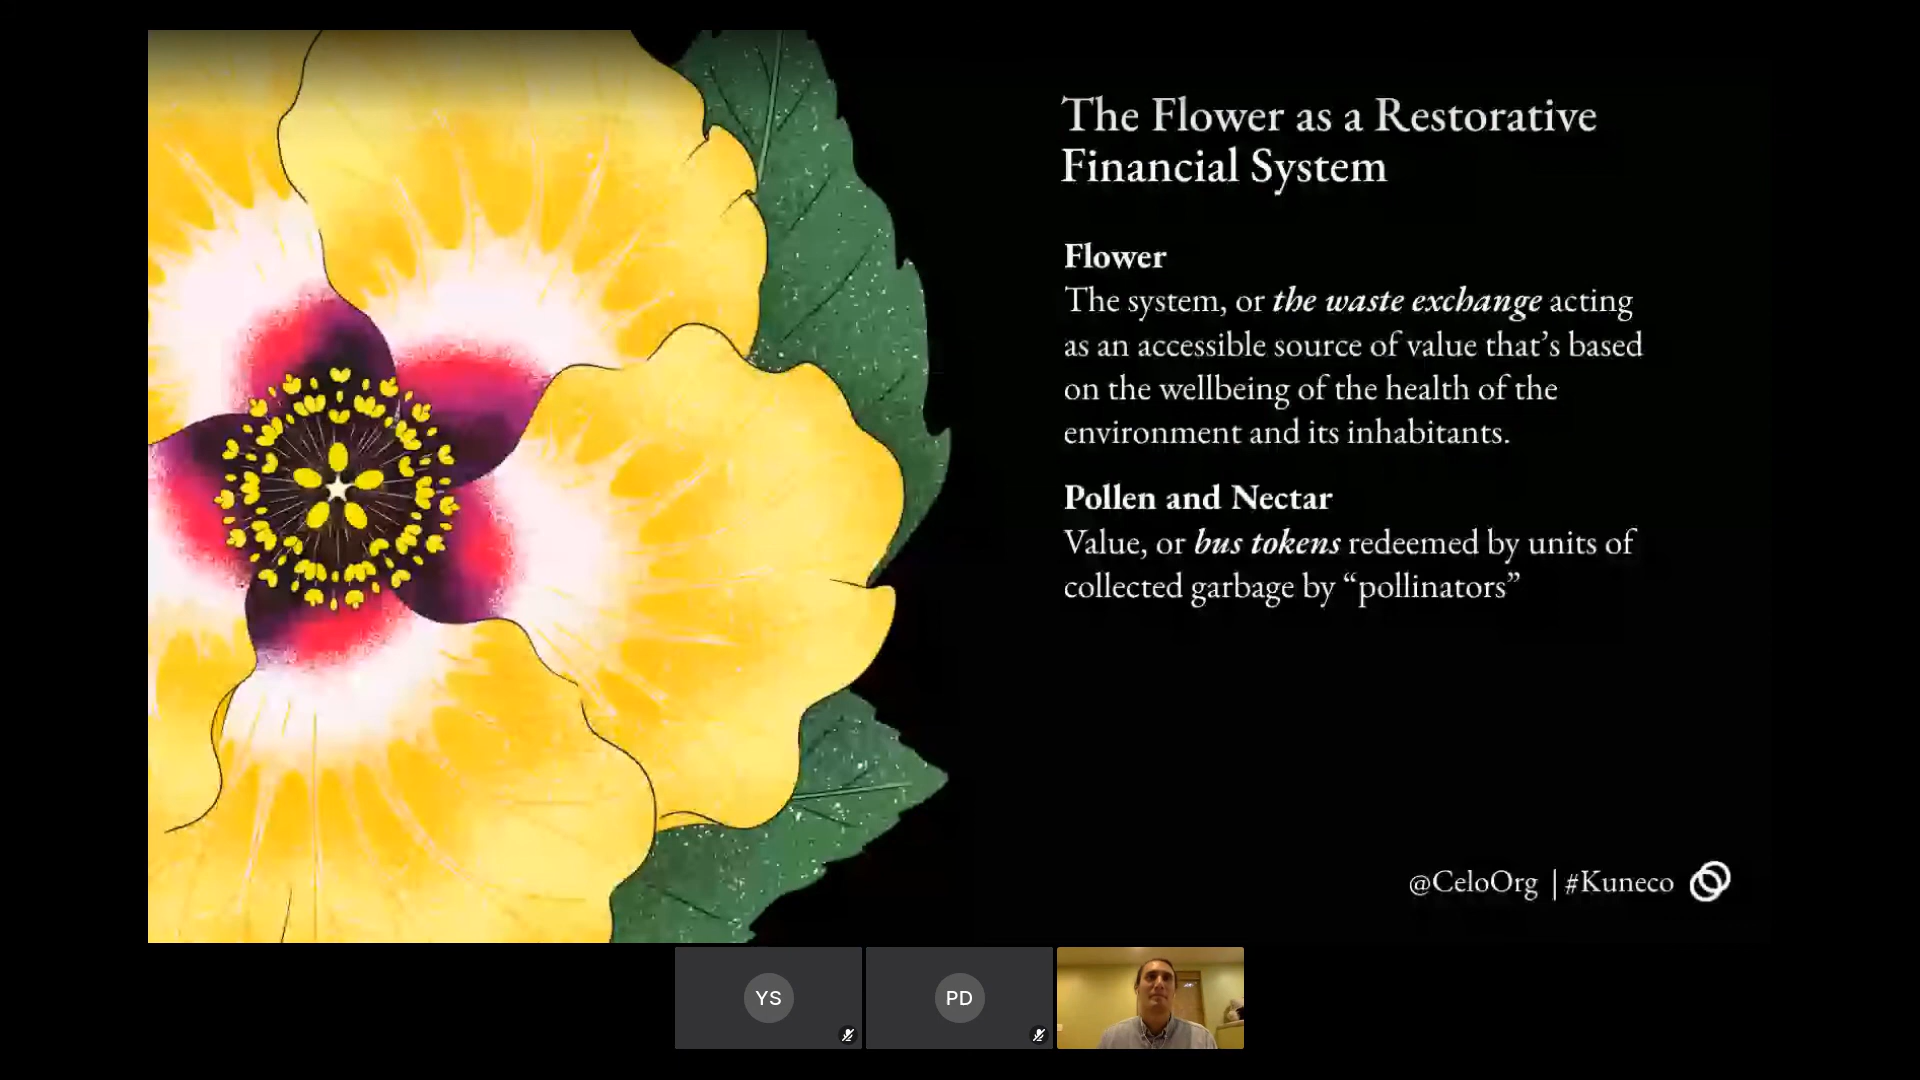 The Flower as a Restorative
Financial System
Flower
The system, or the waste exchange acting
as an accessible source of value that’s based
on the wellbeing of the health of the
environment and its inhabitants.
Pollen and Nectar
Value, or bus tokens redeemed by units of
collected garbage by “pollinators”
@CeloOrg | #Kuneco
YS
PD